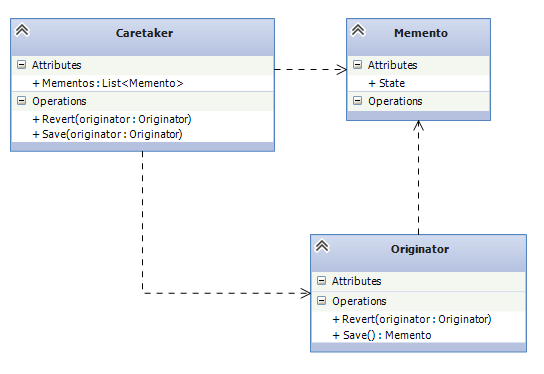 Caretaker
Attributes
+ Mementos : List<Memento>
Operations
+ Revert(originator : Originator)
+ Save(originator : Originator)
Memento
Attributes
+ State
Operations
Originator
Attributes
Operations
+ Revert(originator : Originator)
+ Save() : Memento